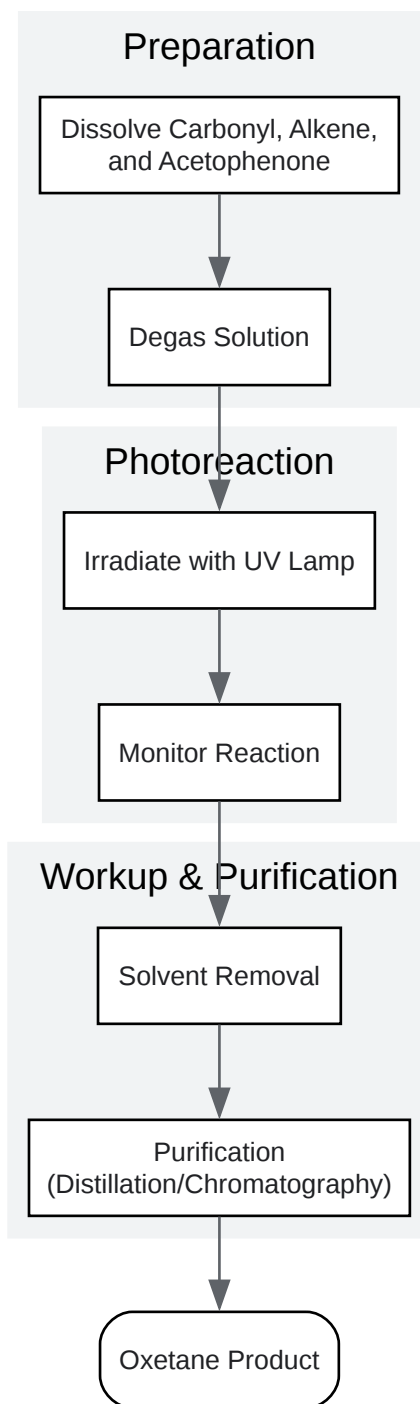 Preparation
Dissolve Carbonyl, Alkene,
and Acetophenone
Degas Solution
Photoreaction
Irradiate with UV Lamp
Monitor Reaction
Workup & Purification
Solvent Removal
Purification
(Distillation/Chromatography)
Oxetane Product